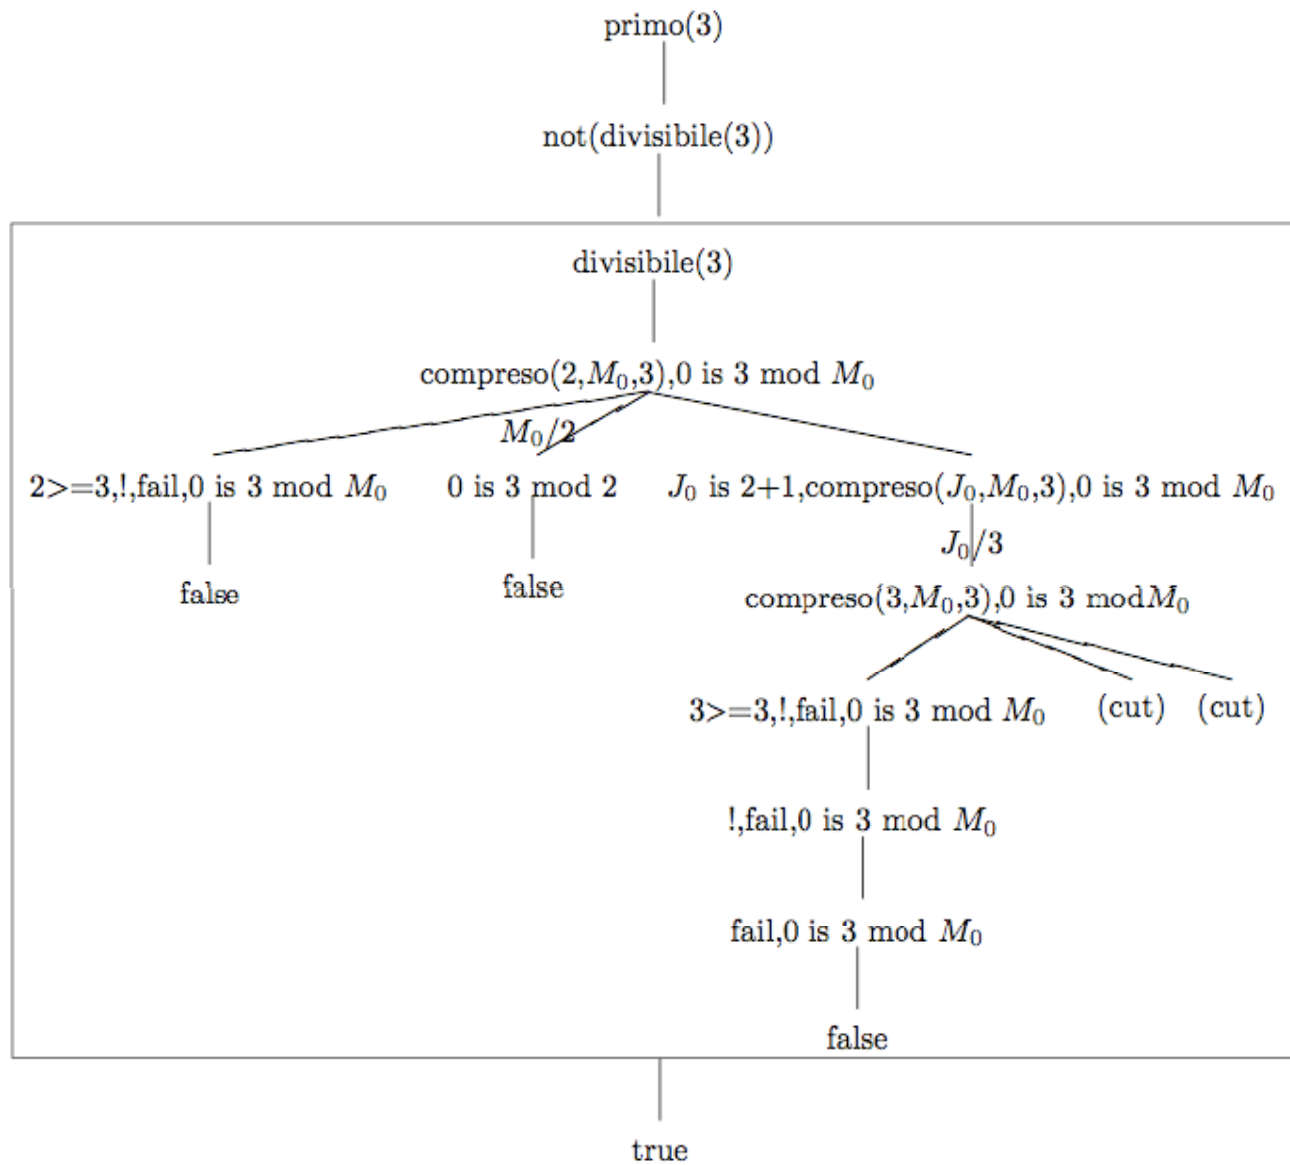 primo(3)
not(divisibile(3))
divisibile(3)
compreso(2,M₀,3),0 is 3 mod M₀
M₀/2
2>=3,!,fail,0 is 3 mod M₀ 0 is 3 mod 2 J₀ is 2+1,compreso(J₀,M₀,3),0 is 3 mod M₀
J₀/3
false false
compreso(3,M₀,3),0 is 3 modM₀
3>=3,!,fail,0 is 3 mod M₀ (cut) (cut)
!,fail,0 is 3 mod M₀
fail,0 is 3 mod M₀
false
true